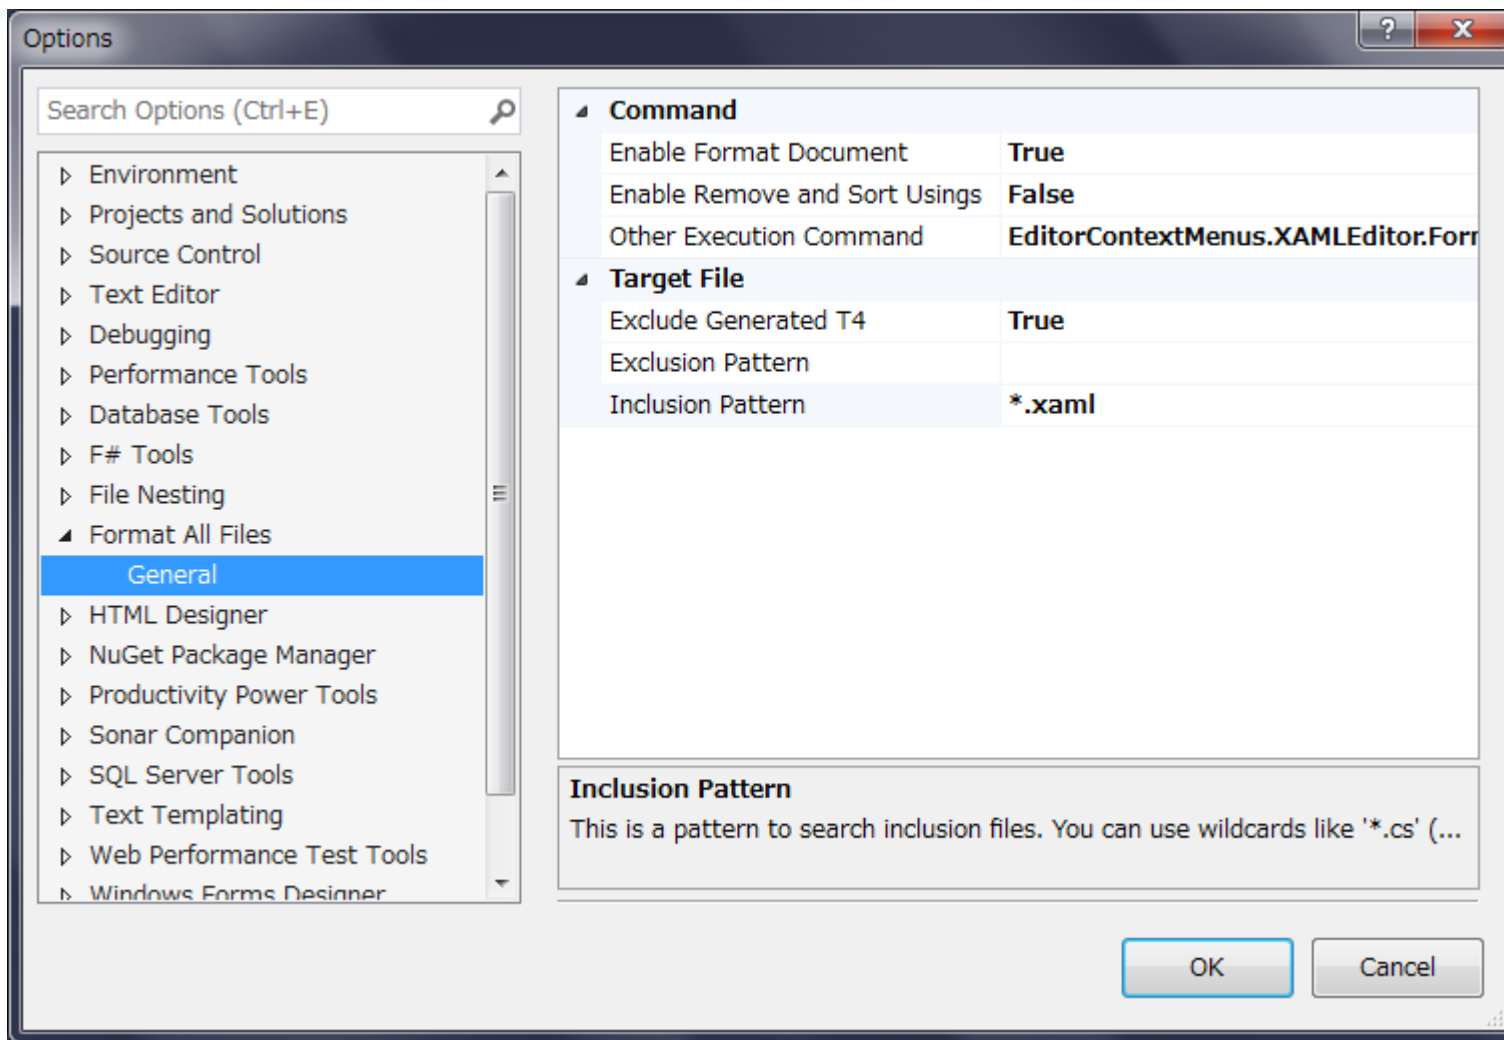 Options
?
Search Options (Ctrl+E)
Environment
Projects and Solutions
Source Control
Text Editor
Debugging
Performance Tools
Database Tools
F# Tools
File Nesting
Format All Files
General
HTML Designer
NuGet Package Manager
Productivity Power Tools
Sonar Companion
SQL Server Tools
Text Templating
Web Performance Test Tools
Windows Forms Designer
Command
Enable Format Document True
Enable Remove and Sort Usings False
Other Execution Command EditorContextMenus.XAMLEditor.Forr
Target File
Exclude Generated T4 True
Exclusion Pattern
Inclusion Pattern *.xaml
Inclusion Pattern
This is a pattern to search inclusion files. You can use wildcards like '*.cs' (...
OK Cancel